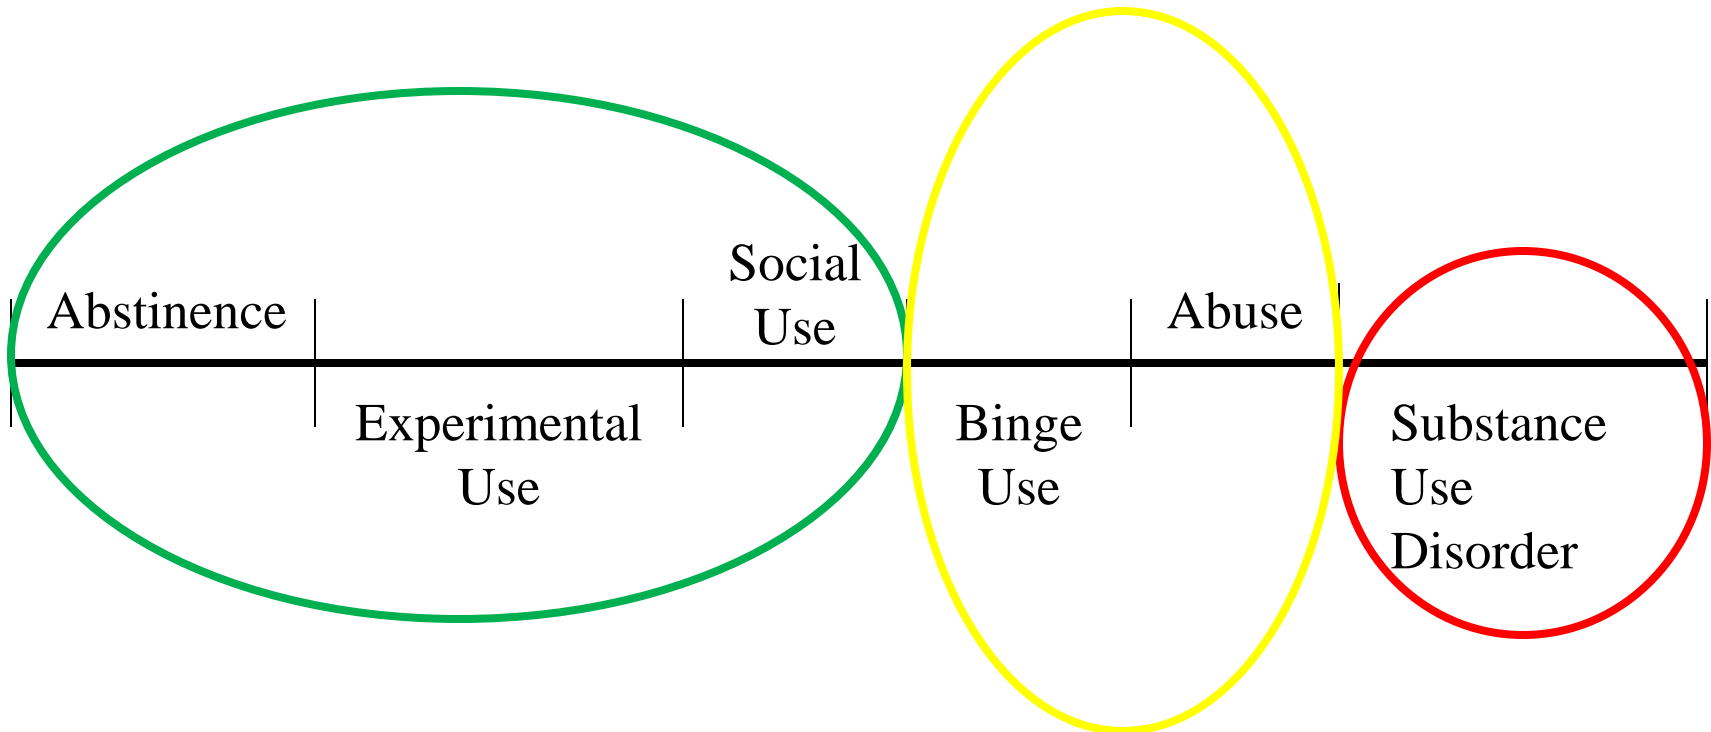 Abstinence
Experimental
Use
Social
Use
Binge
Use
Abuse
Substance
Use
Disorder